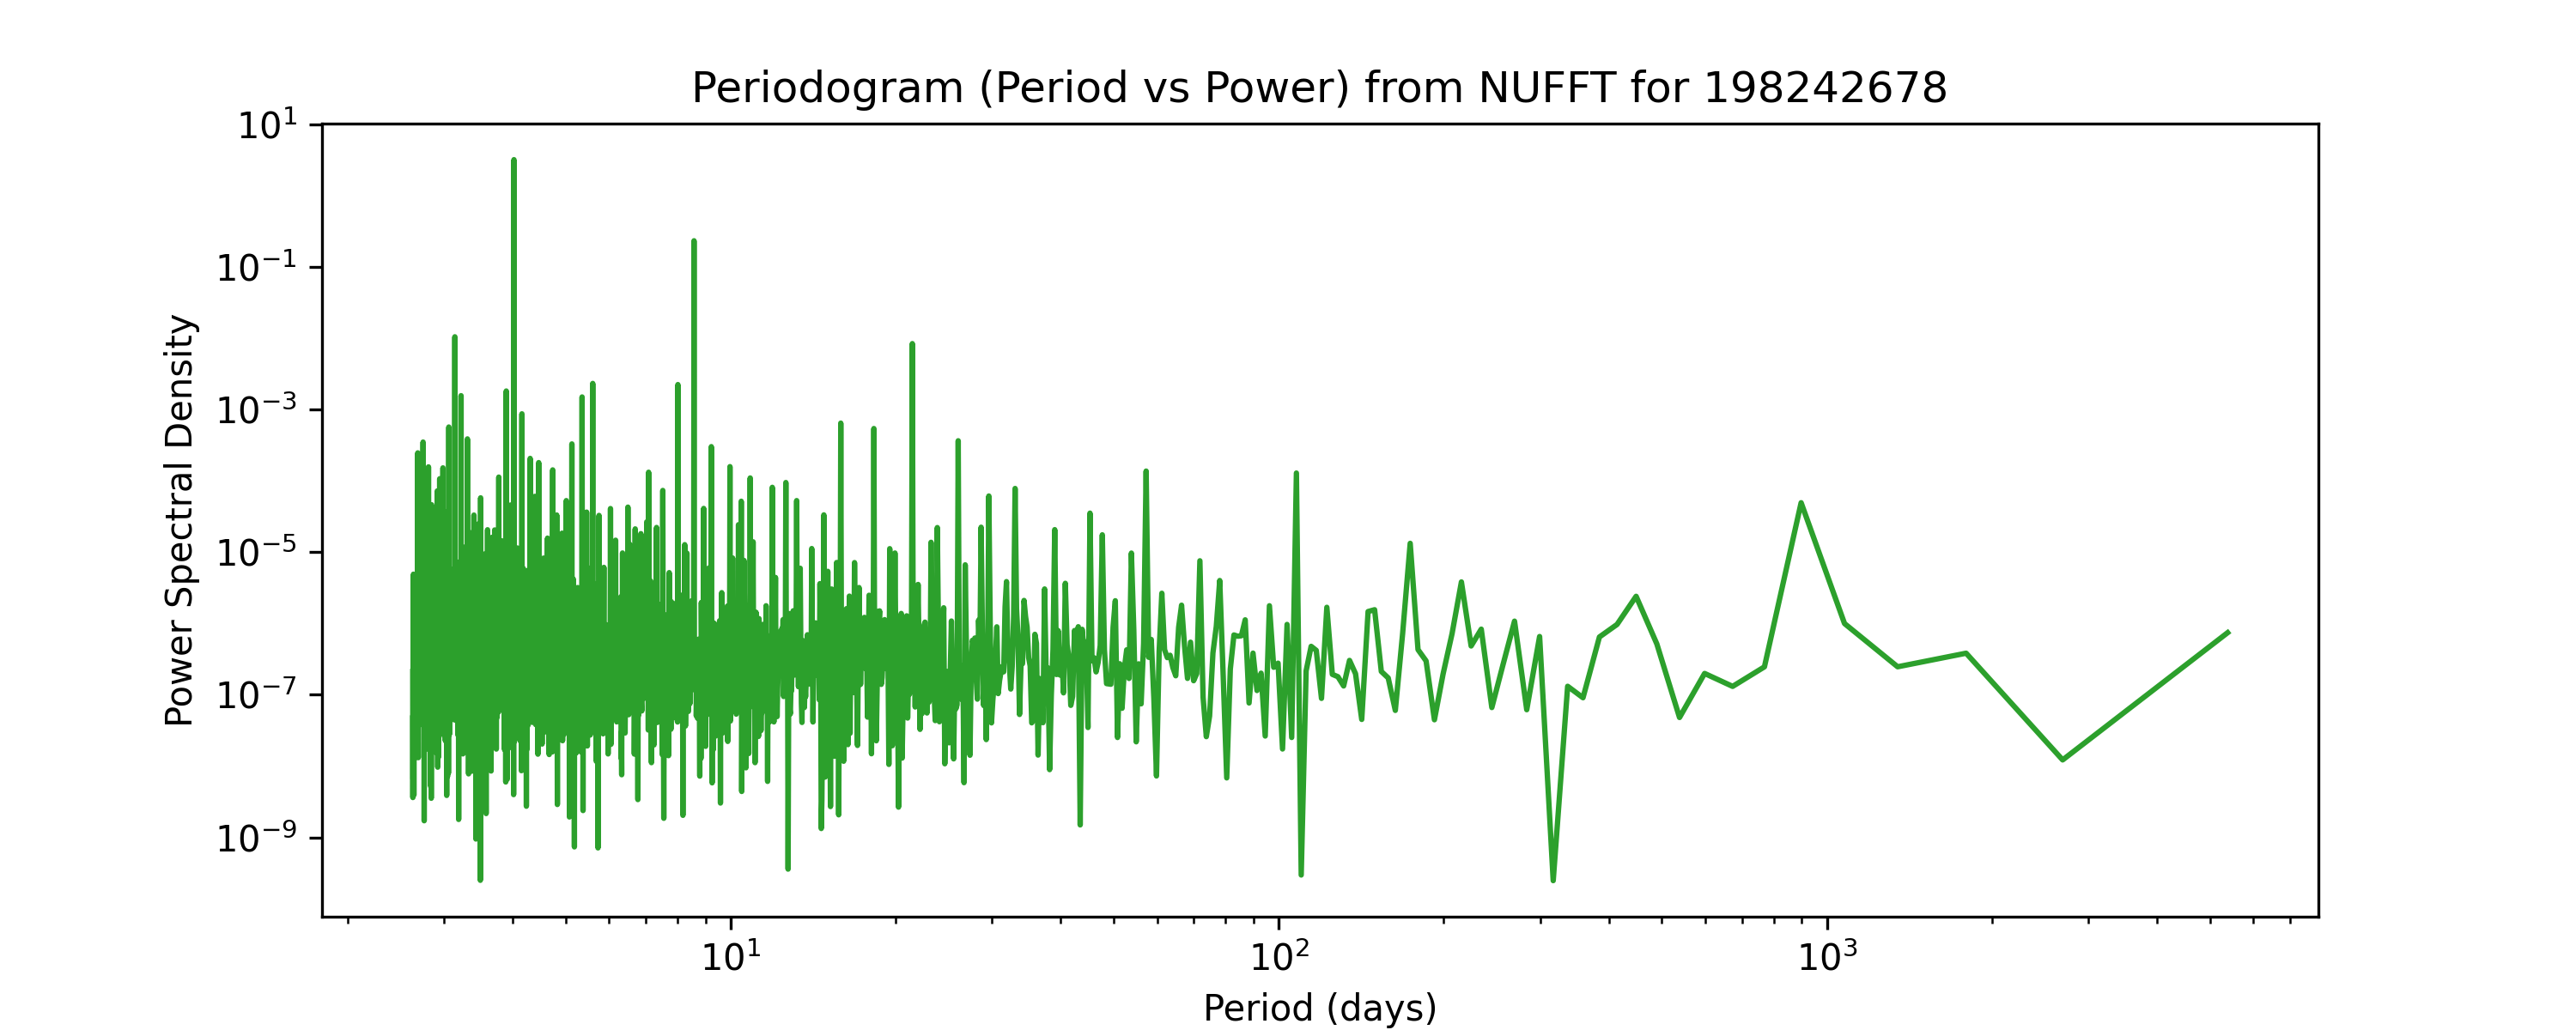 Periodogram (Period vs Power) from NUFFT for 198242678
Power Spectral Density
10¹
10⁻¹
10⁻³
10⁻⁵
10⁻⁷
10⁻⁹
10¹ 10² 10³
Period (days)